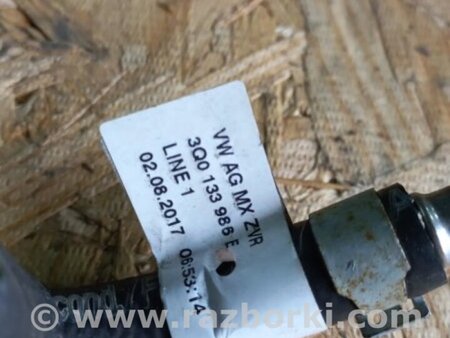 VW AG MX ZVR
3Q0 133 986 E
LINE 1
02.08.2017 06:53:14
© www.razborki.com